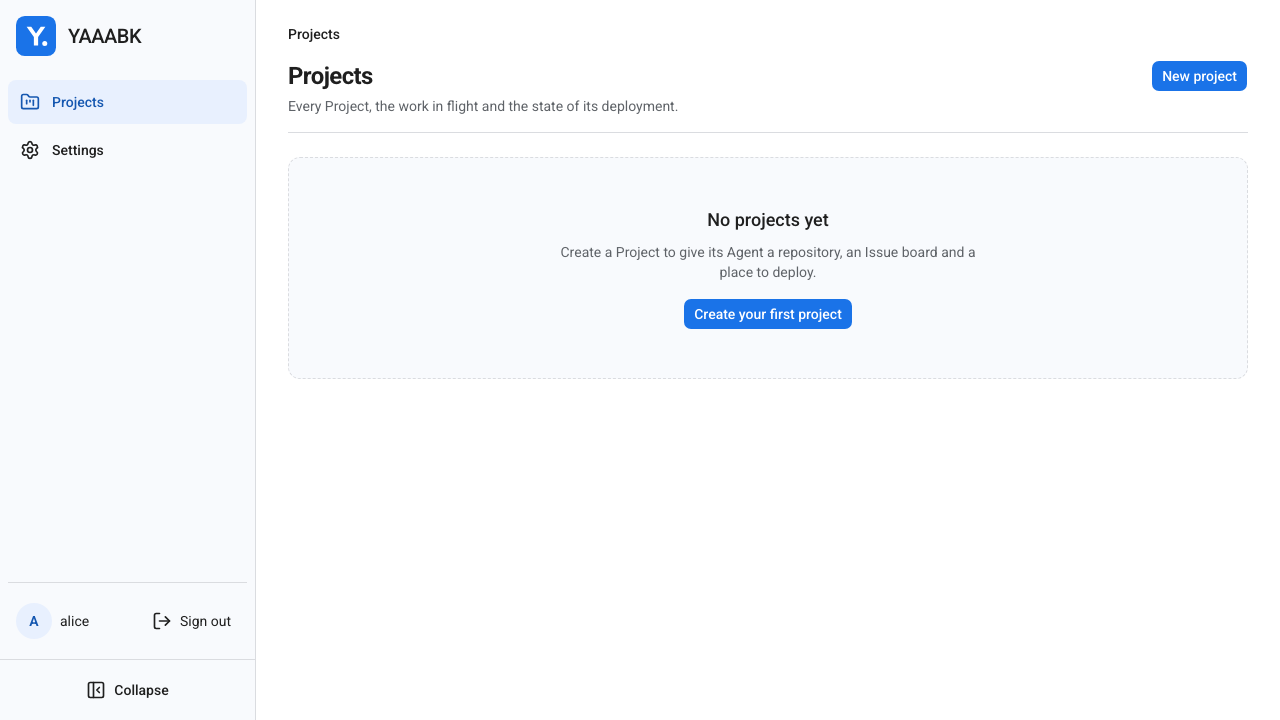 Y.
YAAABK
Projects
Settings
A
alice
Sign out
Collapse
Projects
Projects
New project
Every Project, the work in flight and the state of its deployment.
No projects yet
Create a Project to give its Agent a repository, an Issue board and a
place to deploy.
Create your first project